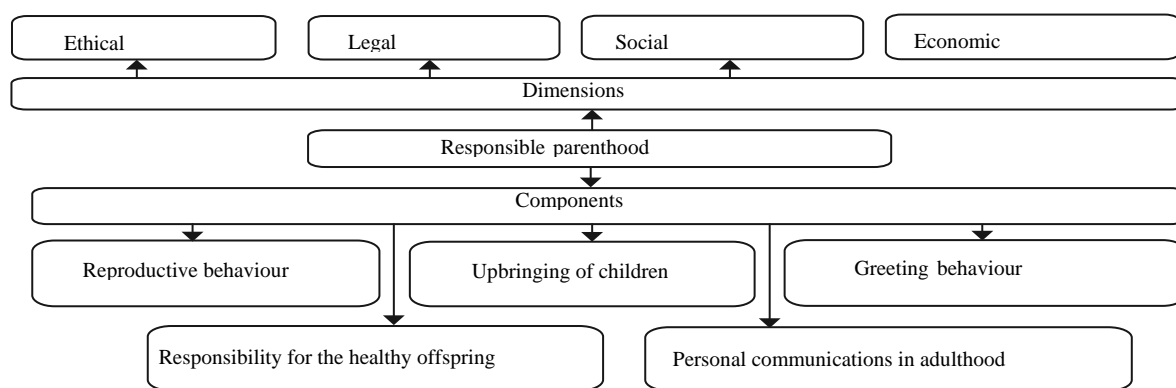 Ethical
Legal
Social
Economic
Dimensions
Responsible parenthood
Components
Reproductive behaviour
Upbringing of children
Greeting behaviour
Responsibility for the healthy offspring
Personal communications in adulthood